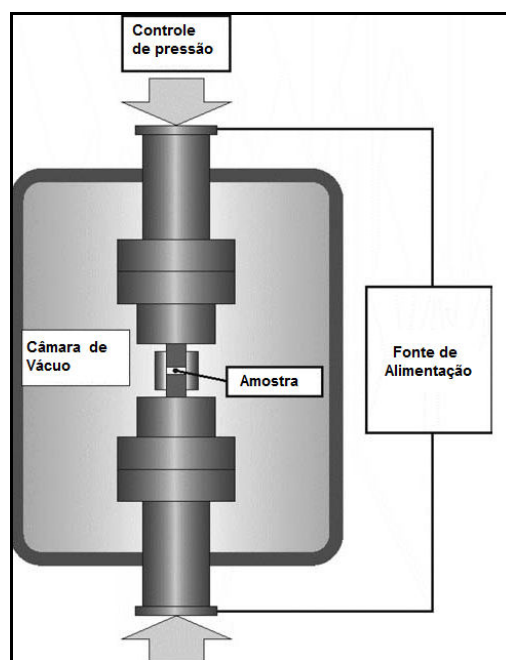 Controle
de pressão
Câmara de
Vácuo
Amostra
Fonte de
Alimentação